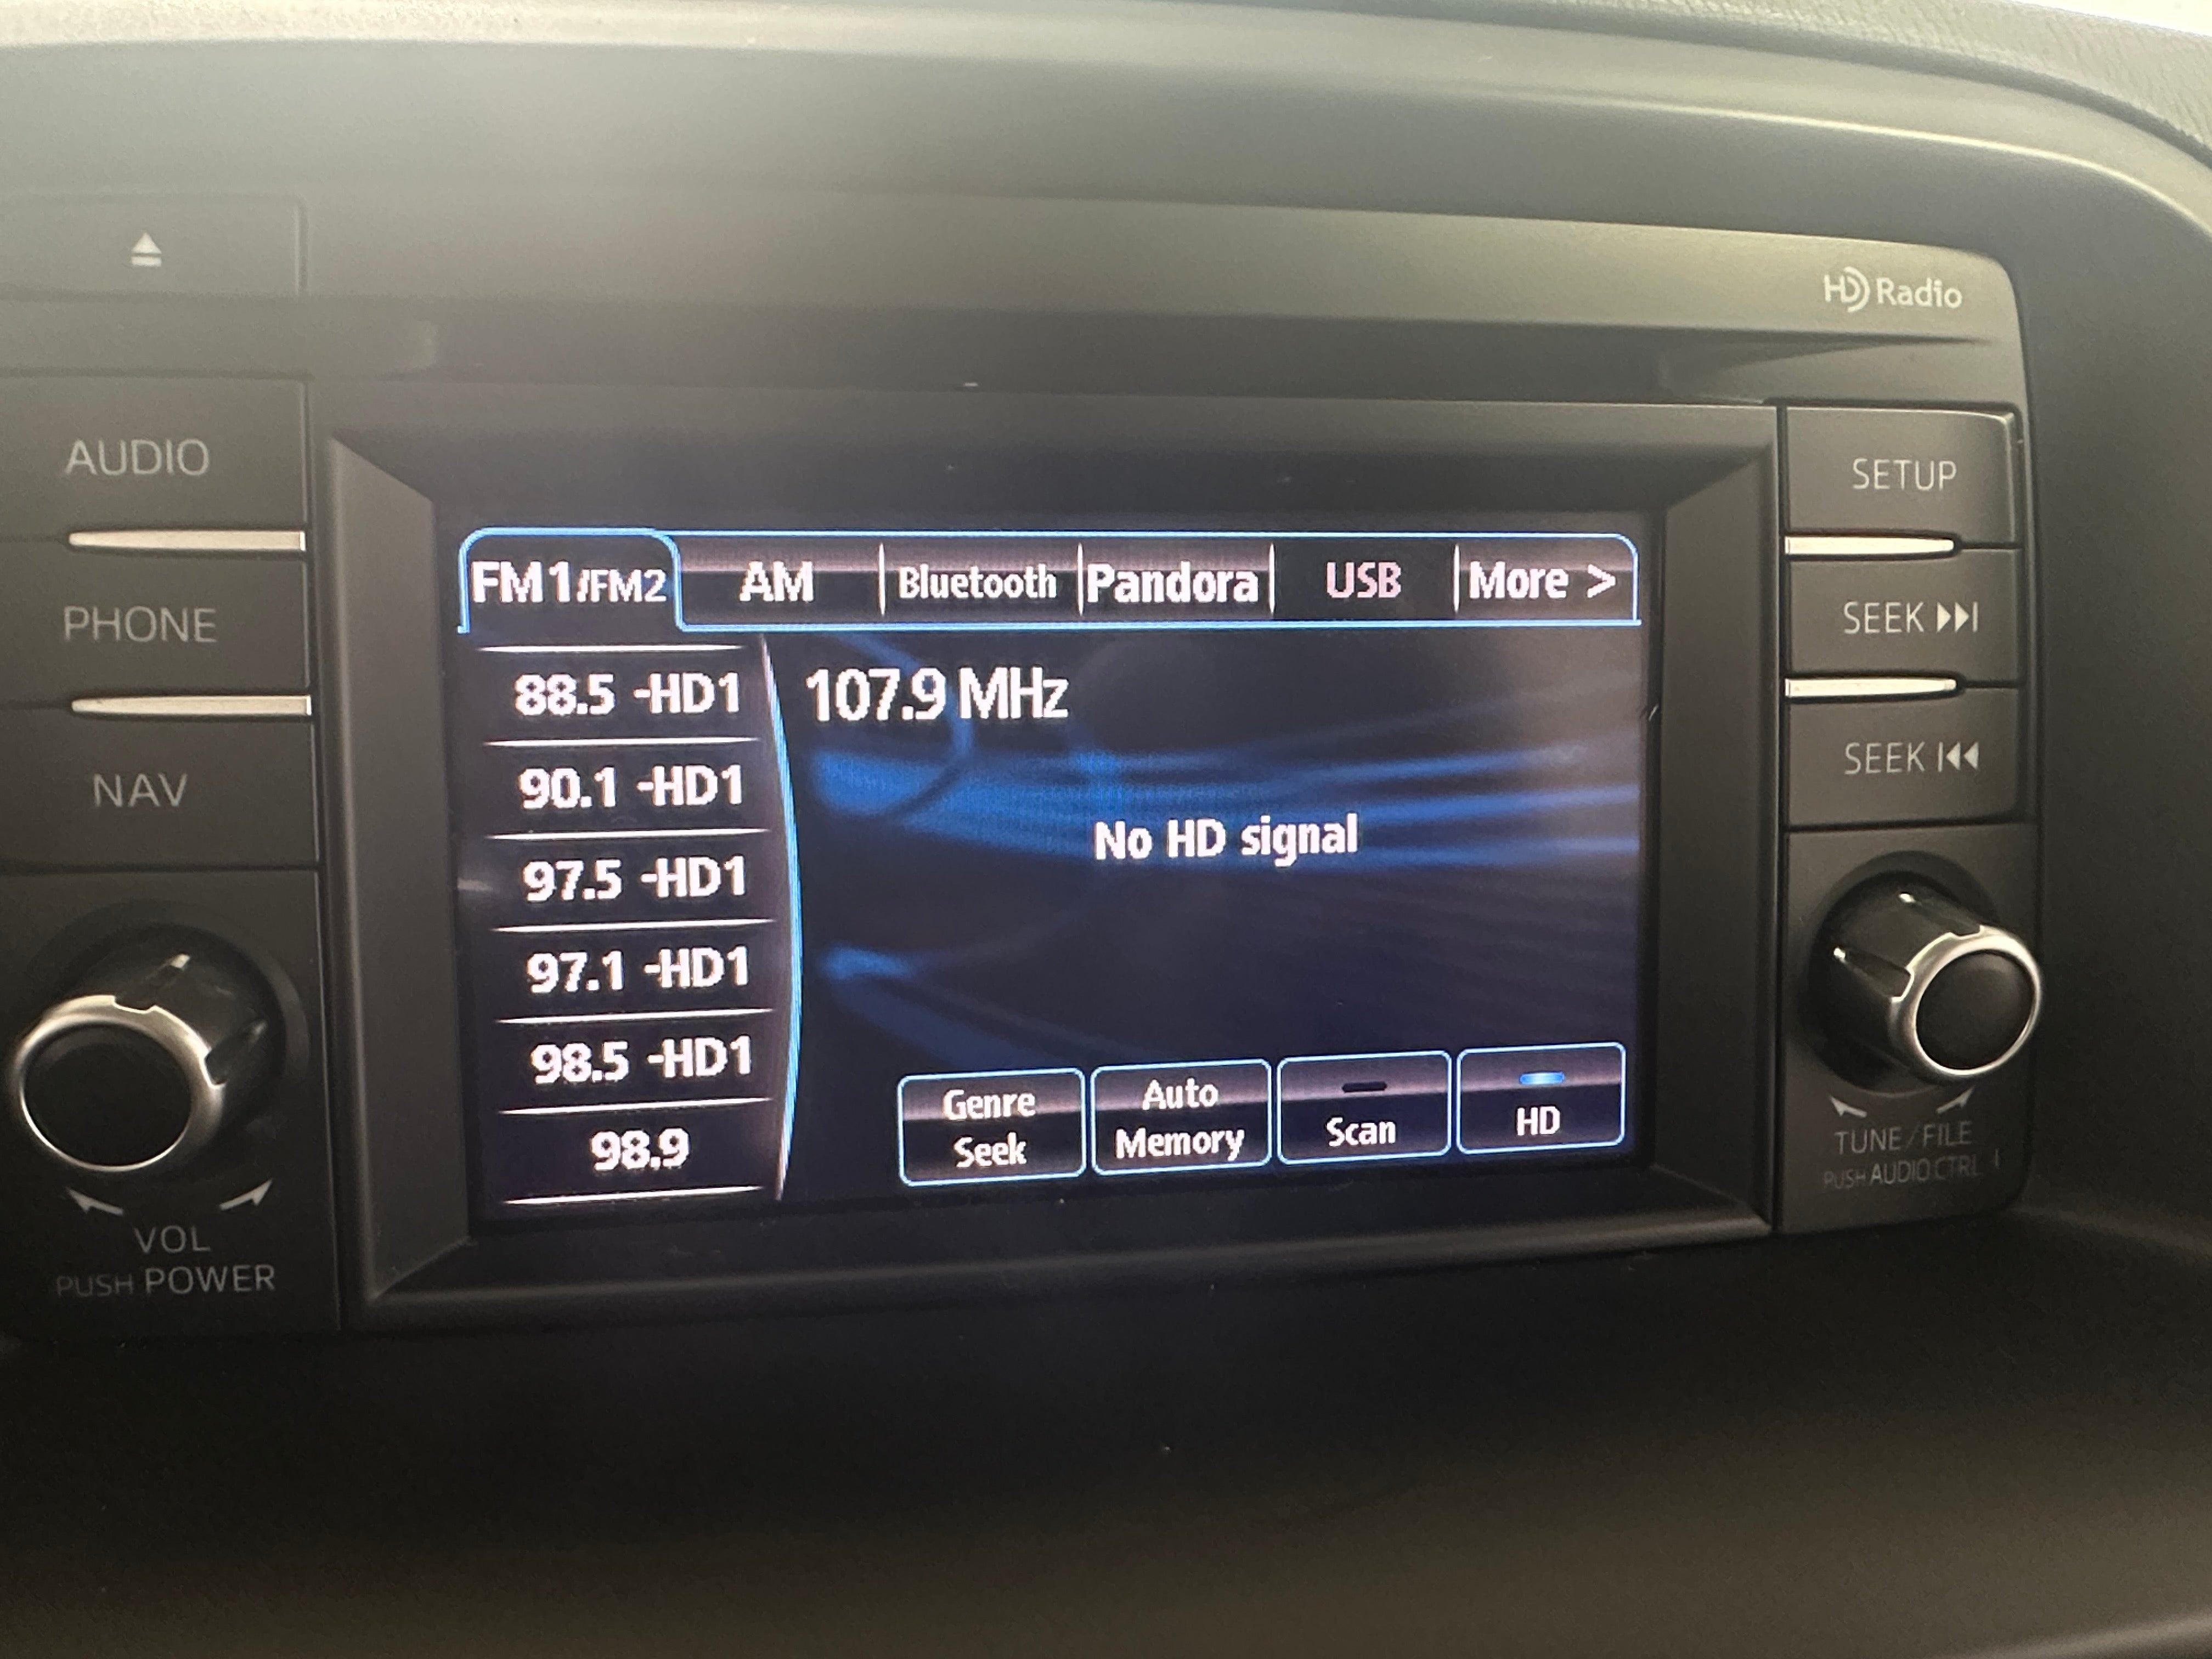 HD Radio
AUDIO
PHONE
NAV
VOL
PUSH POWER
FM1/FM2 AM Bluetooth Pandora USB More >
88.5 -HD1
90.1 -HD1
97.5 -HD1
97.1 -HD1
98.5 -HD1
98.9
107.9 MHz
No HD signal
Genre
Seek
Auto
Memory
Scan
HD
SETUP
SEEK
SEEK
TUNE/FILE
PUSH AUDIO CTRL